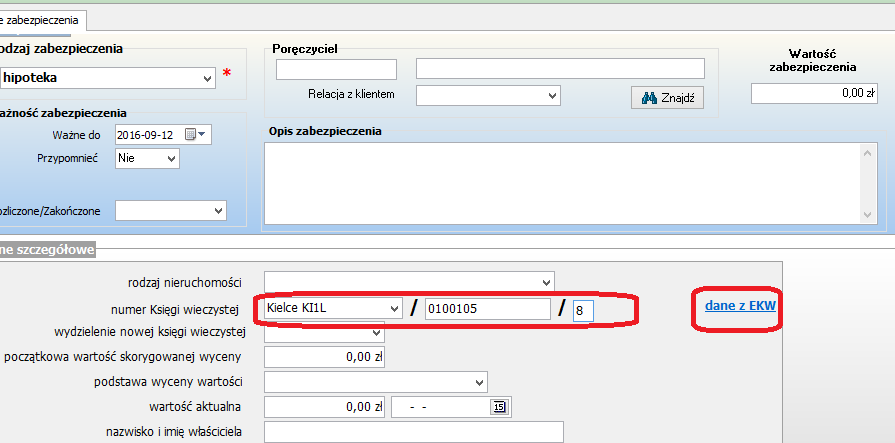 e zabezpieczenia
odzaj zabezpieczenia
hipoteka
*
Poręczyciel
Relacja z klientem
Znajdź
Wartość
zabezpieczenia
0,00 zł
ażność zabezpieczenia
Ważne do 2016-09-12
Przypomnieć Nie
ozliczone/Zakończone
Opis zabezpieczenia
ne szczegółowe
rodzaj nieruchomości
numer Księgi wieczystej Kielce KI1L / 0100105 / 8 dane z EKW
wydzielenie nowej księgi wieczystej
początkowa wartość skorygowanej wyceny 0,00 zł
podstawa wyceny wartości
wartość aktualna 0,00 zł - - 15
nazwisko i imię właściciela